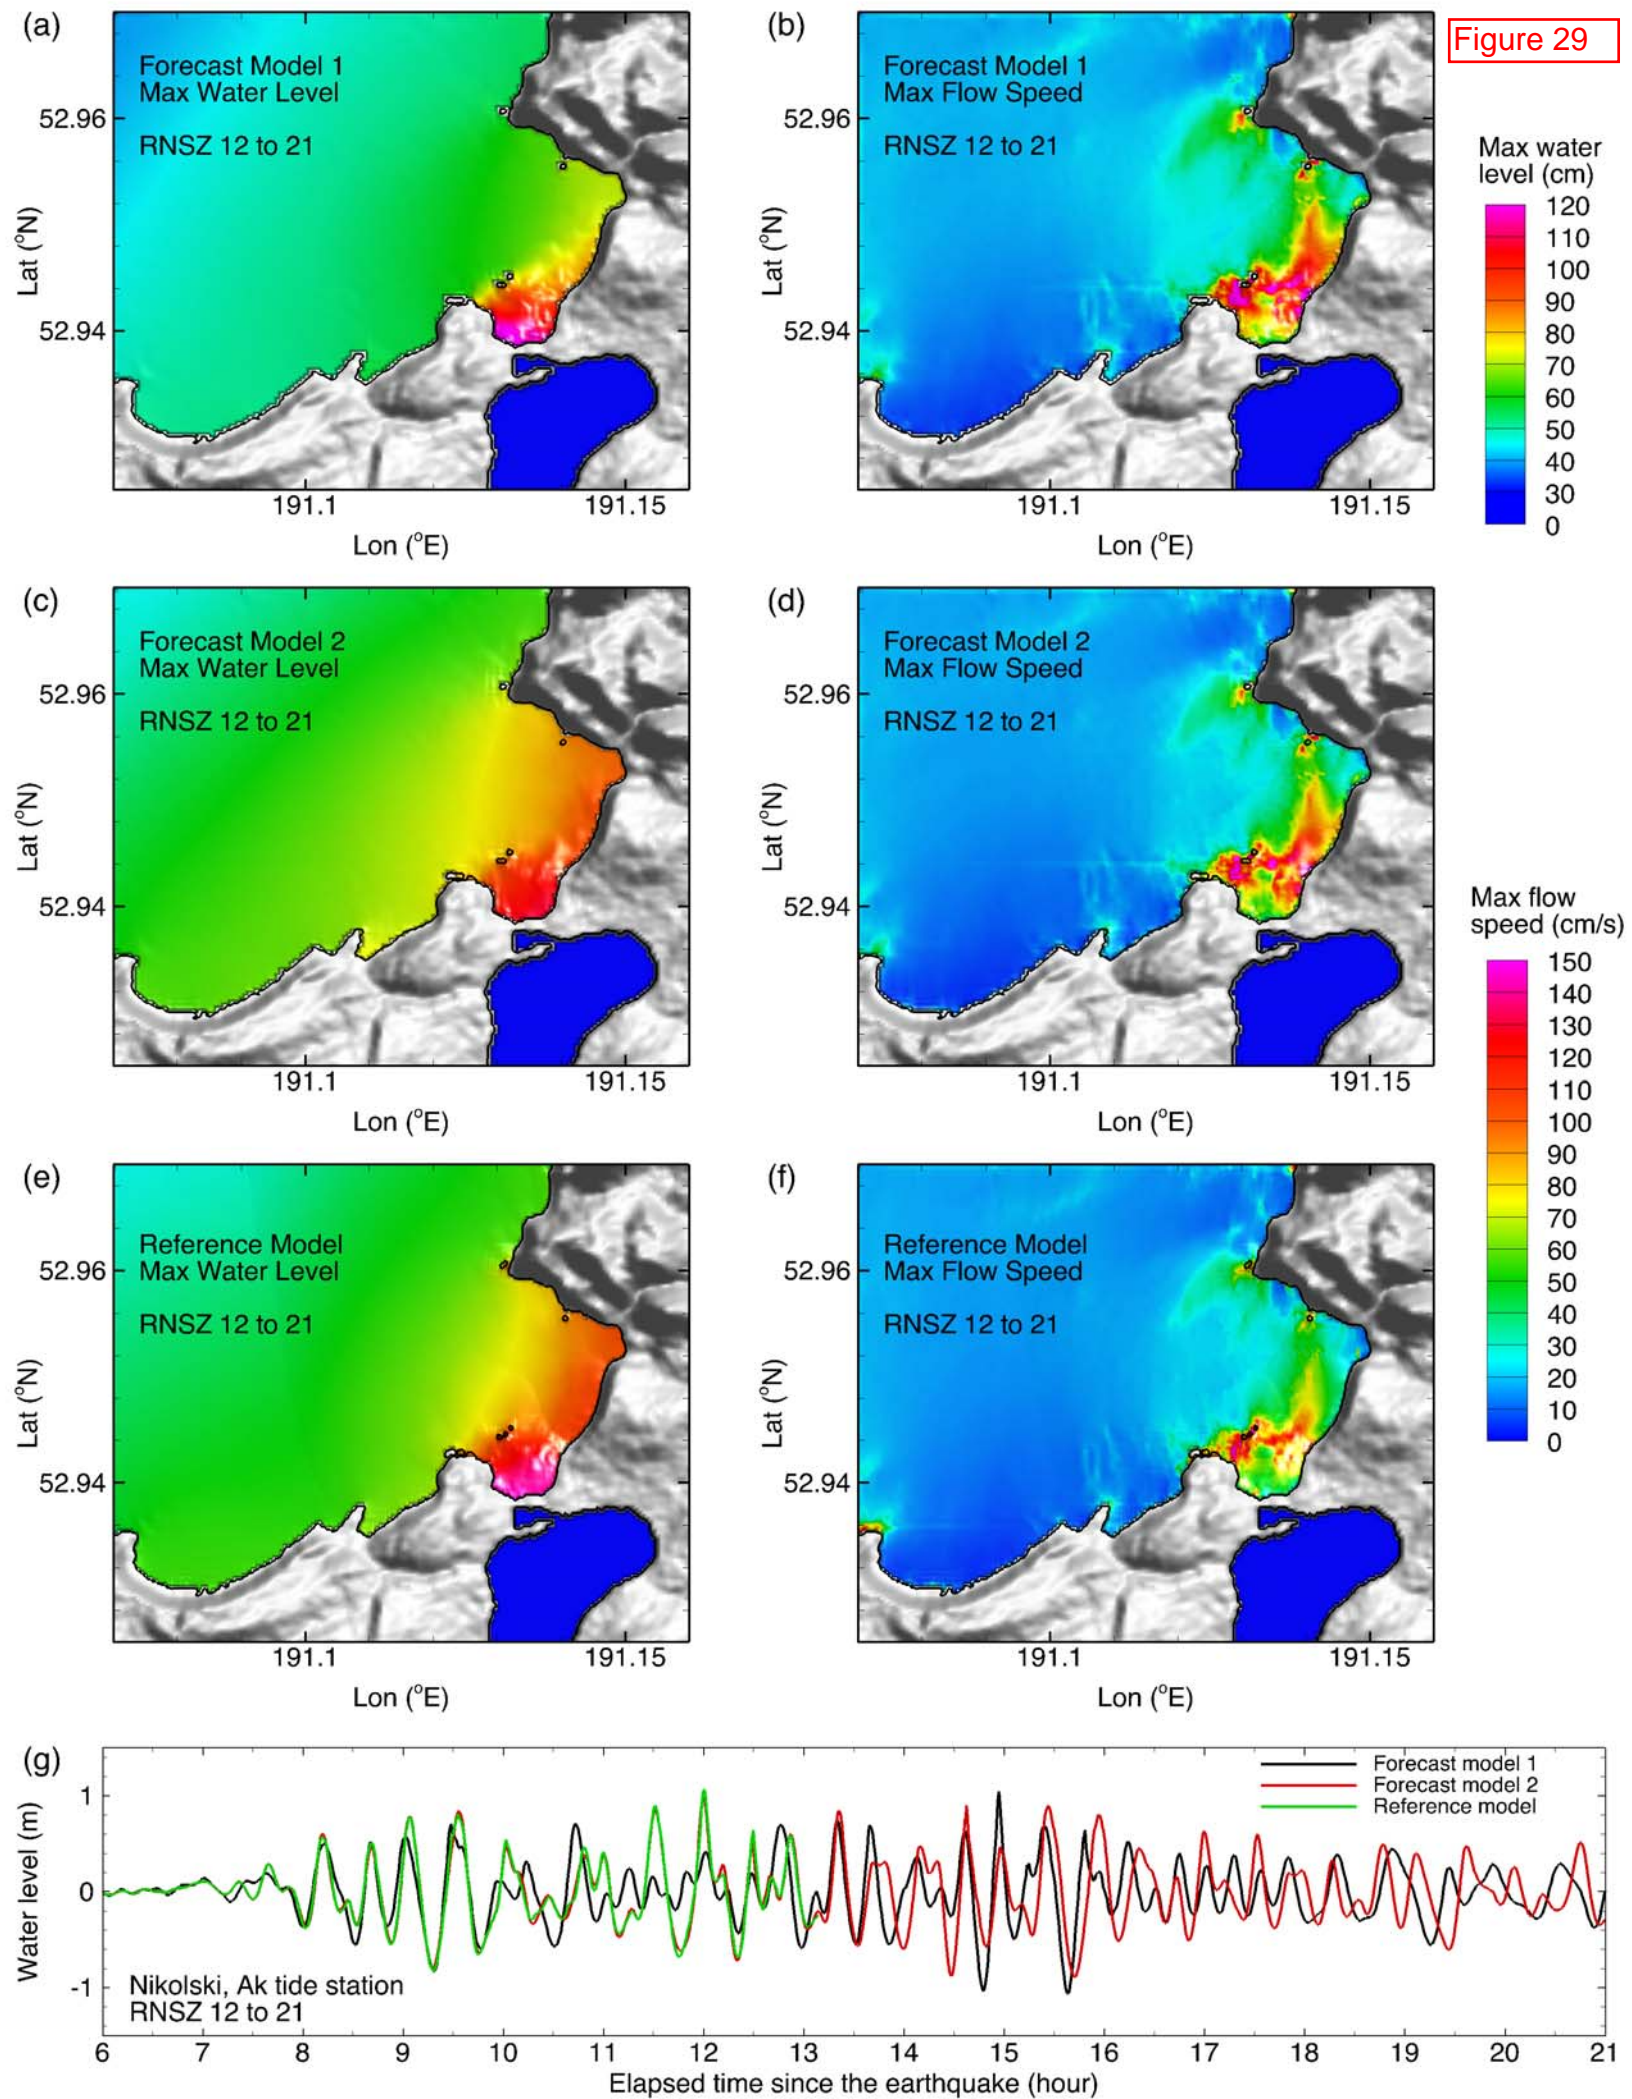 Figure 29
(a)
Forecast Model 1
Max Water Level
RNSZ 12 to 21
52.96
52.94
Lat (°N)
191.1
191.15
Lon (°E)
(b)
Forecast Model 1
Max Flow Speed
RNSZ 12 to 21
52.96
52.94
Lat (°N)
191.1
191.15
Lon (°E)
Max water
level (cm)
120
110
100
90
80
70
60
50
40
30
0
(c)
Forecast Model 2
Max Water Level
RNSZ 12 to 21
52.96
52.94
Lat (°N)
191.1
191.15
Lon (°E)
(d)
Forecast Model 2
Max Flow Speed
RNSZ 12 to 21
52.96
52.94
Lat (°N)
191.1
191.15
Lon (°E)
Max flow
speed (cm/s)
150
140
130
120
110
100
90
80
70
60
50
40
30
20
10
0
(e)
Reference Model
Max Water Level
RNSZ 12 to 21
52.96
52.94
Lat (°N)
191.1
191.15
Lon (°E)
(f)
Reference Model
Max Flow Speed
RNSZ 12 to 21
52.96
52.94
Lat (°N)
191.1
191.15
Lon (°E)
(g)
Forecast model 1
Forecast model 2
Reference model
1
0
-1
Water level (m)
Nikolski, Ak tide station
RNSZ 12 to 21
6 7 8 9 10 11 12 13 14 15 16 17 18 19 20 21
Elapsed time since the earthquake (hour)